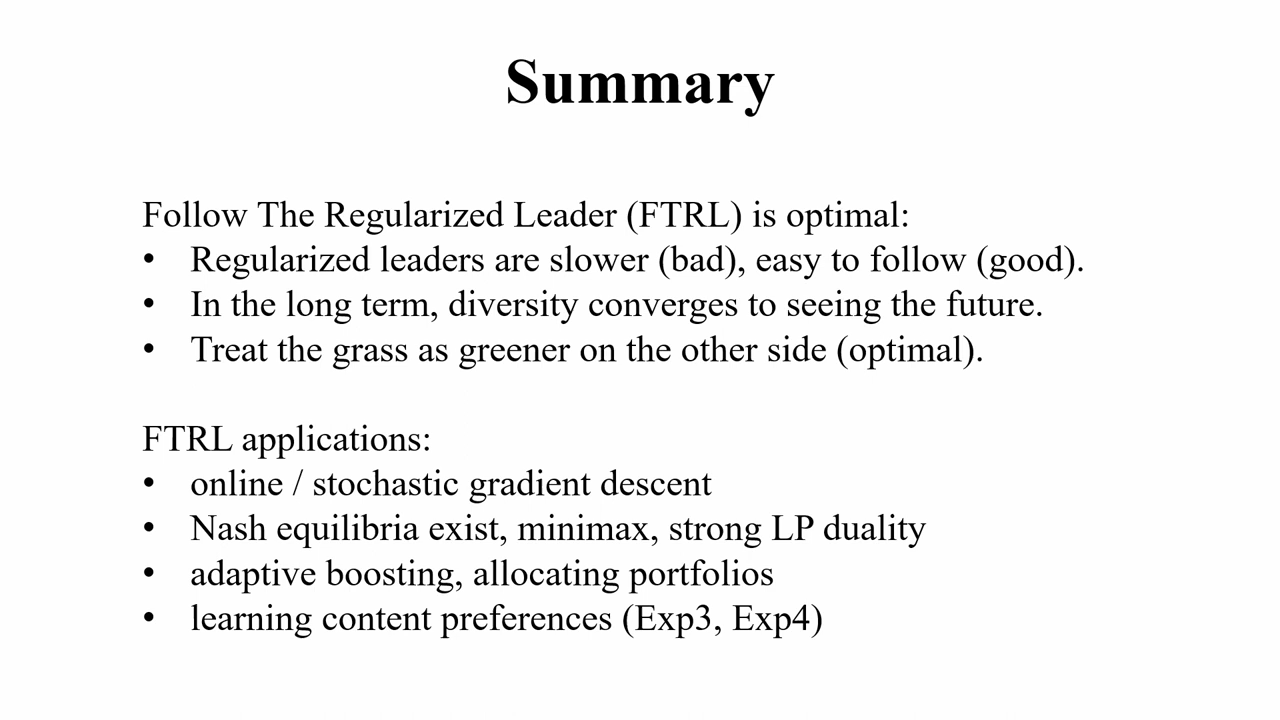 Summary
Follow The Regularized Leader (FTRL) is optimal:
• Regularized leaders are slower (bad), easy to follow (good).
• In the long term, diversity converges to seeing the future.
• Treat the grass as greener on the other side (optimal).
FTRL applications:
• online / stochastic gradient descent
• Nash equilibria exist, minimax, strong LP duality
• adaptive boosting, allocating portfolios
• learning content preferences (Exp3, Exp4)